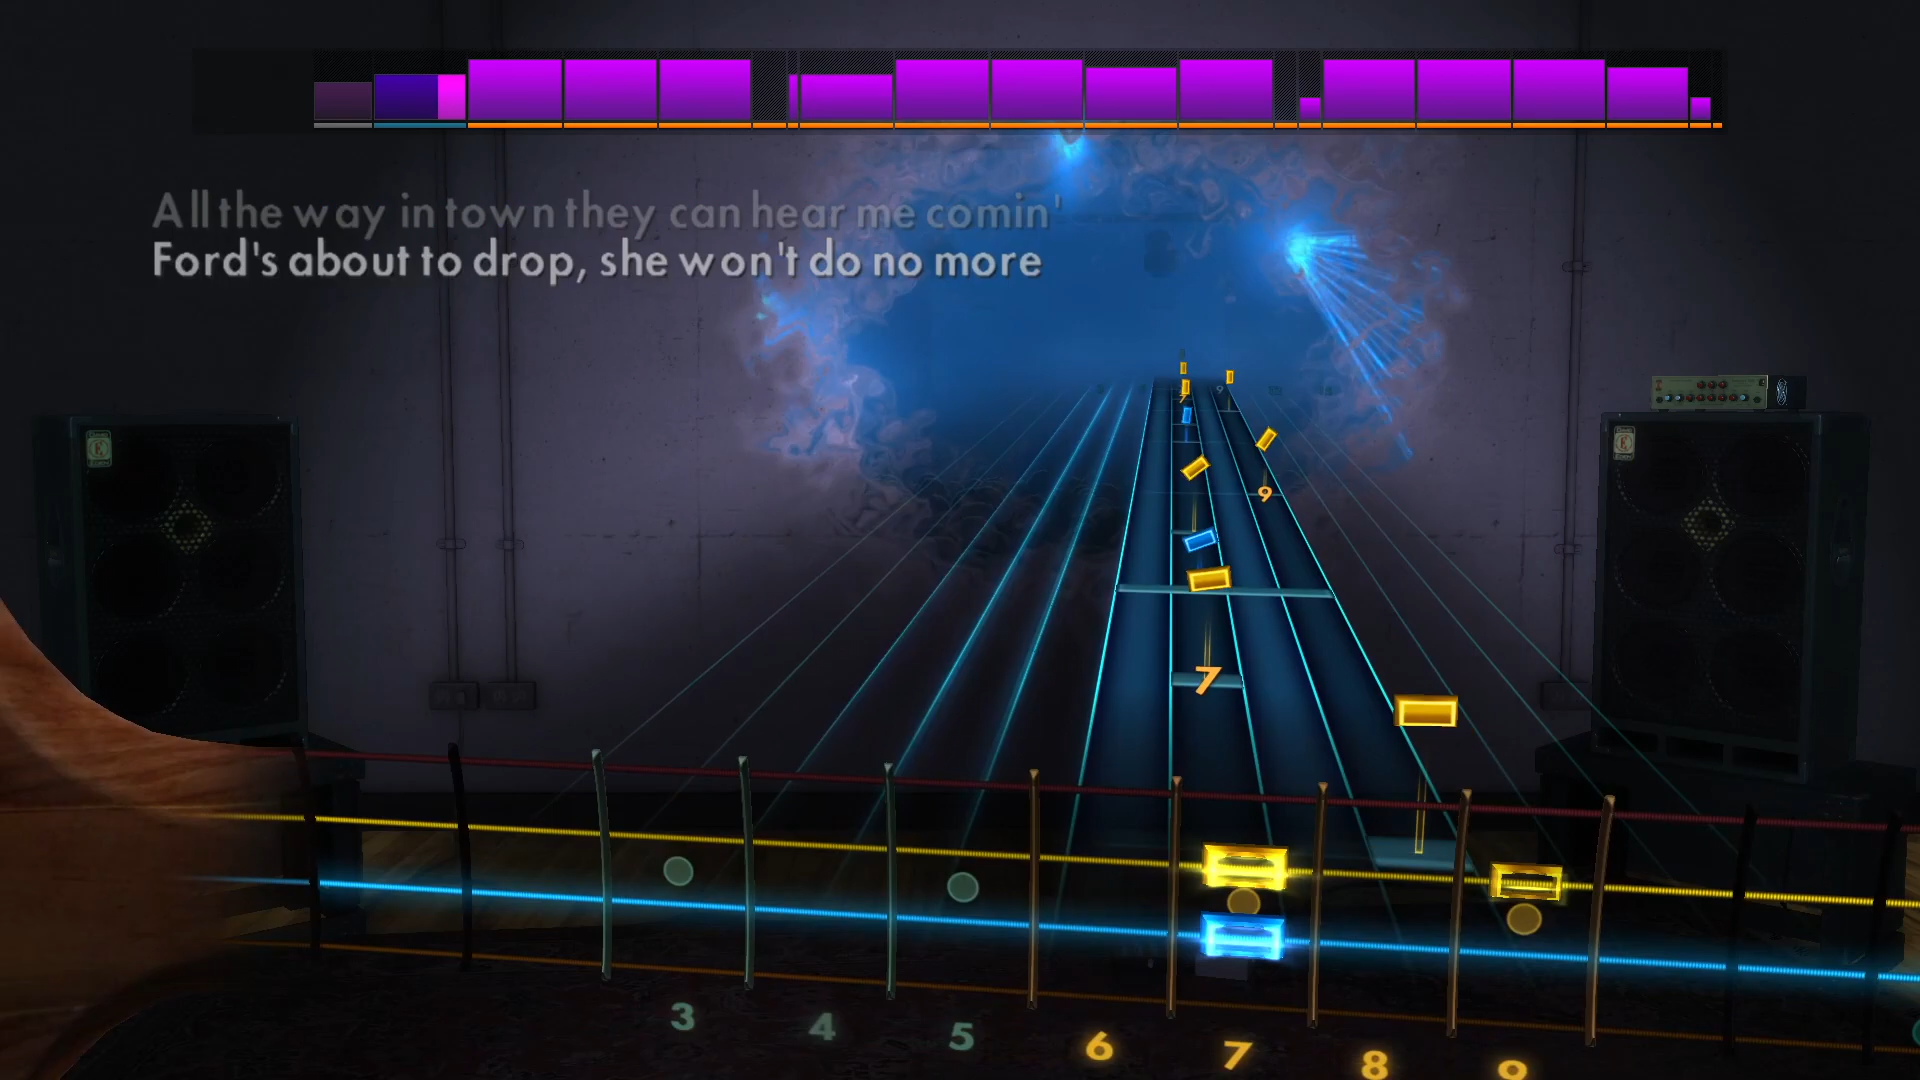 All the way in town they can hear me comin'
Ford's about to drop, she won't do no more
9
7
3 4 5 6 7 8 9